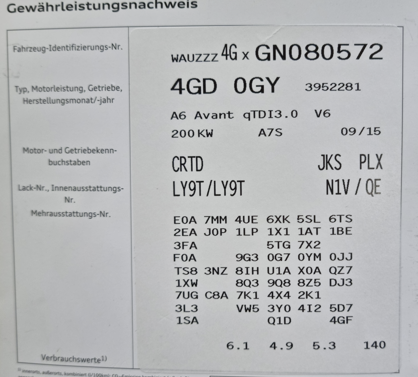 Gewährleistungsnachweis
Fahrzeug-Identifizierungs-Nr.
WAUZZZ 4G x GN080572
Typ, Motorleistung, Getriebe,
Herstellungsmonat/-jahr
4GD 0GY 3952281
A6 Avant qTDI3.0 V6
200 KW A7S 09/15
Motor- und Getriebekenn-
buchstaben
CRTD JKS PLX
Lack-Nr., Innenausstattungs-
Nr.
LY9T/LY9T N1V / QE
Mehrausstattungs-Nr.
E0A 7MM 4UE 6XK 5SL 6TS
2EA J0P 1LP 1X1 1AT 1BE
3FA 5TG 7X2
F0A 9G3 0G7 0YM 0JJ
TS8 3NZ 8IH U1A X0A QZ7
1XW 8Q3 9Q8 8Z5 DJ3
7UG C8A 7K1 4X4 2K1
3L3 VW5 3Y0 4I2 5D7
1SA Q1D 4GF
Verbrauchswerte¹⁾
6.1 4.9 5.3 140